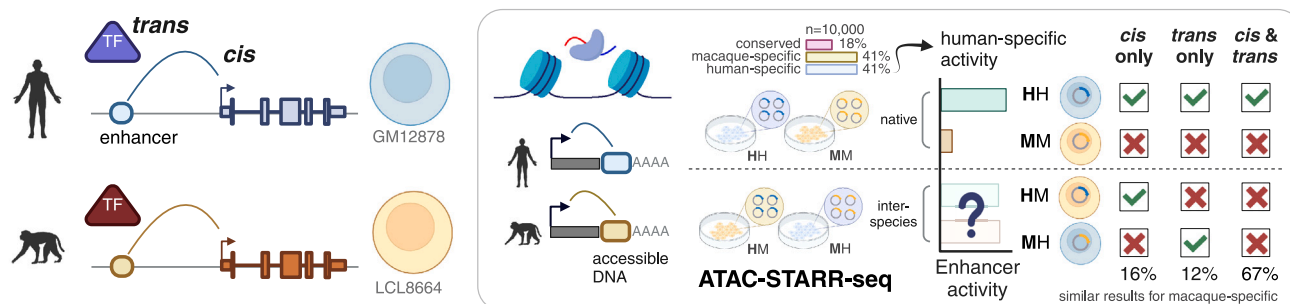 TF
trans
cis
enhancer
GM12878
TF
LCL8664
n=10,000
conserved 18%
macaque-specific 41%
human-specific 41%
AAAA
AAAA
accessible
DNA
HH
MM
HM
MH
ATAC-STARR-seq
human-specific
activity
native
inter-
species
?
Enhancer
activity
cis
only
trans
only
cis &
trans
HH
MM
HM
MH
16% 12% 67%
similar results for macaque-specific